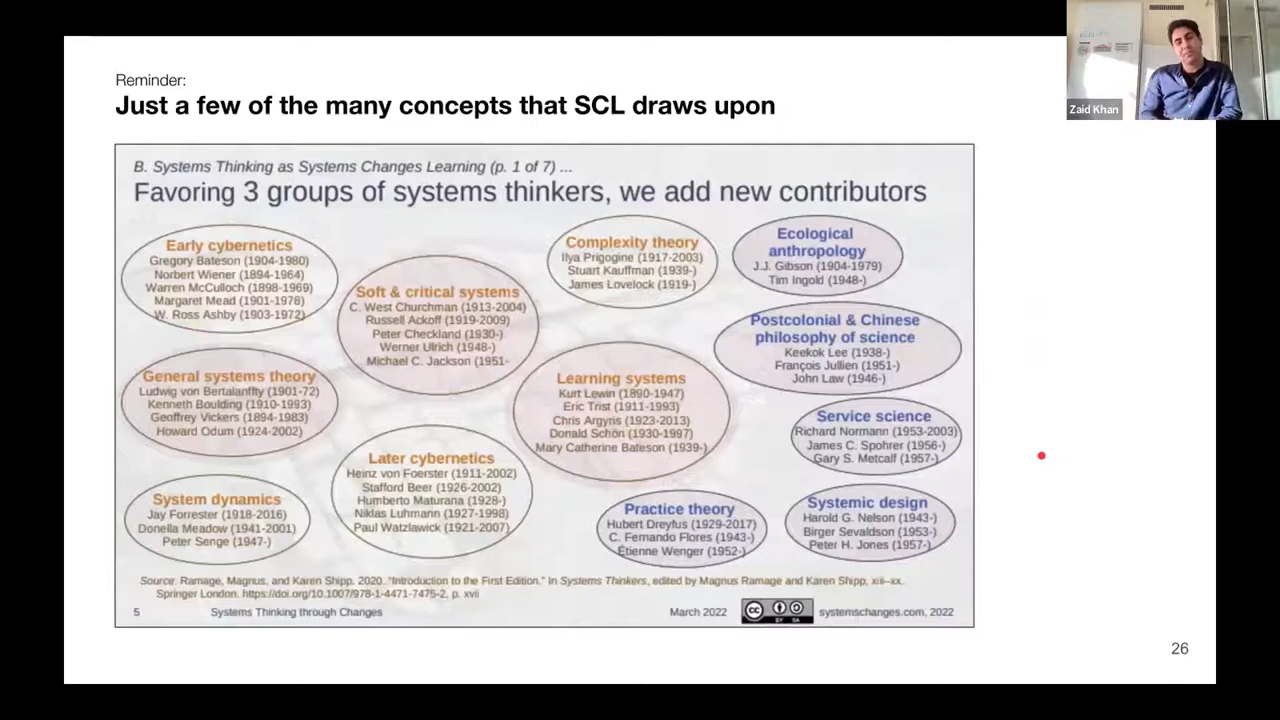 Reminder:
Just a few of the many concepts that SCL draws upon
Zaid Khan
B. Systems Thinking as Systems Changes Learning (p. 1 of 7) ...
Favoring 3 groups of systems thinkers, we add new contributors
Early cybernetics
Gregory Bateson (1904-1980)
Norbert Wiener (1894-1964)
Warren McCulloch (1898-1969)
Margaret Mead (1901-1978)
W. Ross Ashby (1903-1972)
Soft & critical systems
C. West Churchman (1913-2004)
Russell Ackoff (1919-2009)
Peter Checkland (1930-)
Werner Ulrich (1948-)
Michael C. Jackson (1951-
Complexity theory
Ilya Prigogine (1917-2003)
Stuart Kauffman (1939-)
James Lovelock (1919-)
Ecological
anthropology
J.J. Gibson (1904-1979)
Tim Ingold (1948-)
Postcolonial & Chinese
philosophy of science
Keekok Lee (1938-)
François Jullien (1951-)
John Law (1946-)
General systems theory
Ludwig von Bertalanffty (1901-72)
Kenneth Boulding (1910-1993)
Geoffrey Vickers (1894-1983)
Howard Odum (1924-2002)
Learning systems
Kurt Lewin (1890-1947)
Eric Trist (1911-1993)
Chris Argyris (1923-2013)
Donald Schön (1930-1997)
Mary Catherine Bateson (1939-)
Service science
Richard Normann (1953-2003)
James C. Spohrer (1956-)
Gary S. Metcalf (1957-)
System dynamics
Jay Forrester (1918-2016)
Donella Meadow (1941-2001)
Peter Senge (1947-)
Later cybernetics
Heinz von Foerster (1911-2002)
Stafford Beer (1926-2002)
Humberto Maturana (1928-)
Niklas Luhmann (1927-1998)
Paul Watzlawick (1921-2007)
Practice theory
Hubert Dreyfus (1929-2017)
C. Fernando Flores (1943-)
Étienne Wenger (1952-)
Systemic design
Harold G. Nelson (1943-)
Birger Sevaldson (1953-)
Peter H. Jones (1957-)
Source: Ramage, Magnus, and Karen Shipp. 2020. "Introduction to the First Edition." In Systems Thinkers, edited by Magnus Ramage and Karen Shipp, xiii–xx.
Springer London. https://doi.org/10.1007/978-1-4471-7475-2, p. xvii
5 Systems Thinking through Changes March 2022 CC BY SA systemschanges.com, 2022
26